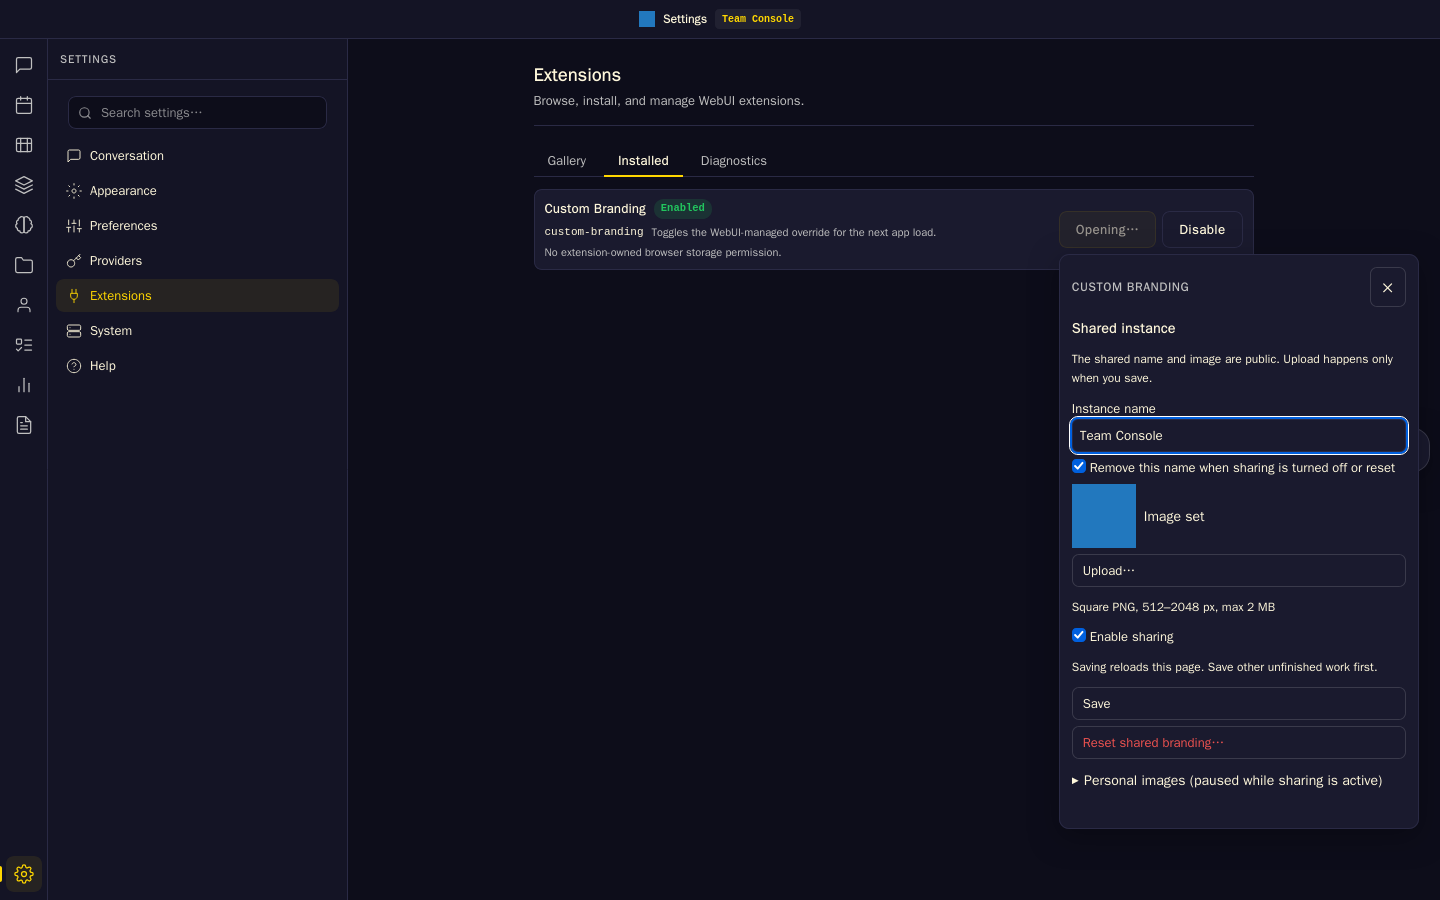 Settings
Team Console
SETTINGS
Search settings···
Conversation
Appearance
Preferences
Providers
Extensions
System
Help
Extensions
Browse, install, and manage WebUI extensions.
Gallery
Installed
Diagnostics
Custom Branding
Enabled
custom-branding Toggles the WebUI-managed override for the next app load.
No extension-owned browser storage permission.
Opening···
Disable
CUSTOM BRANDING
Shared instance
The shared name and image are public. Upload happens only
when you save.
Instance name
Team Console
Remove this name when sharing is turned off or reset
Image set
Upload···
Square PNG, 512–2048 px, max 2 MB
Enable sharing
Saving reloads this page. Save other unfinished work first.
Save
Reset shared branding···
Personal images (paused while sharing is active)